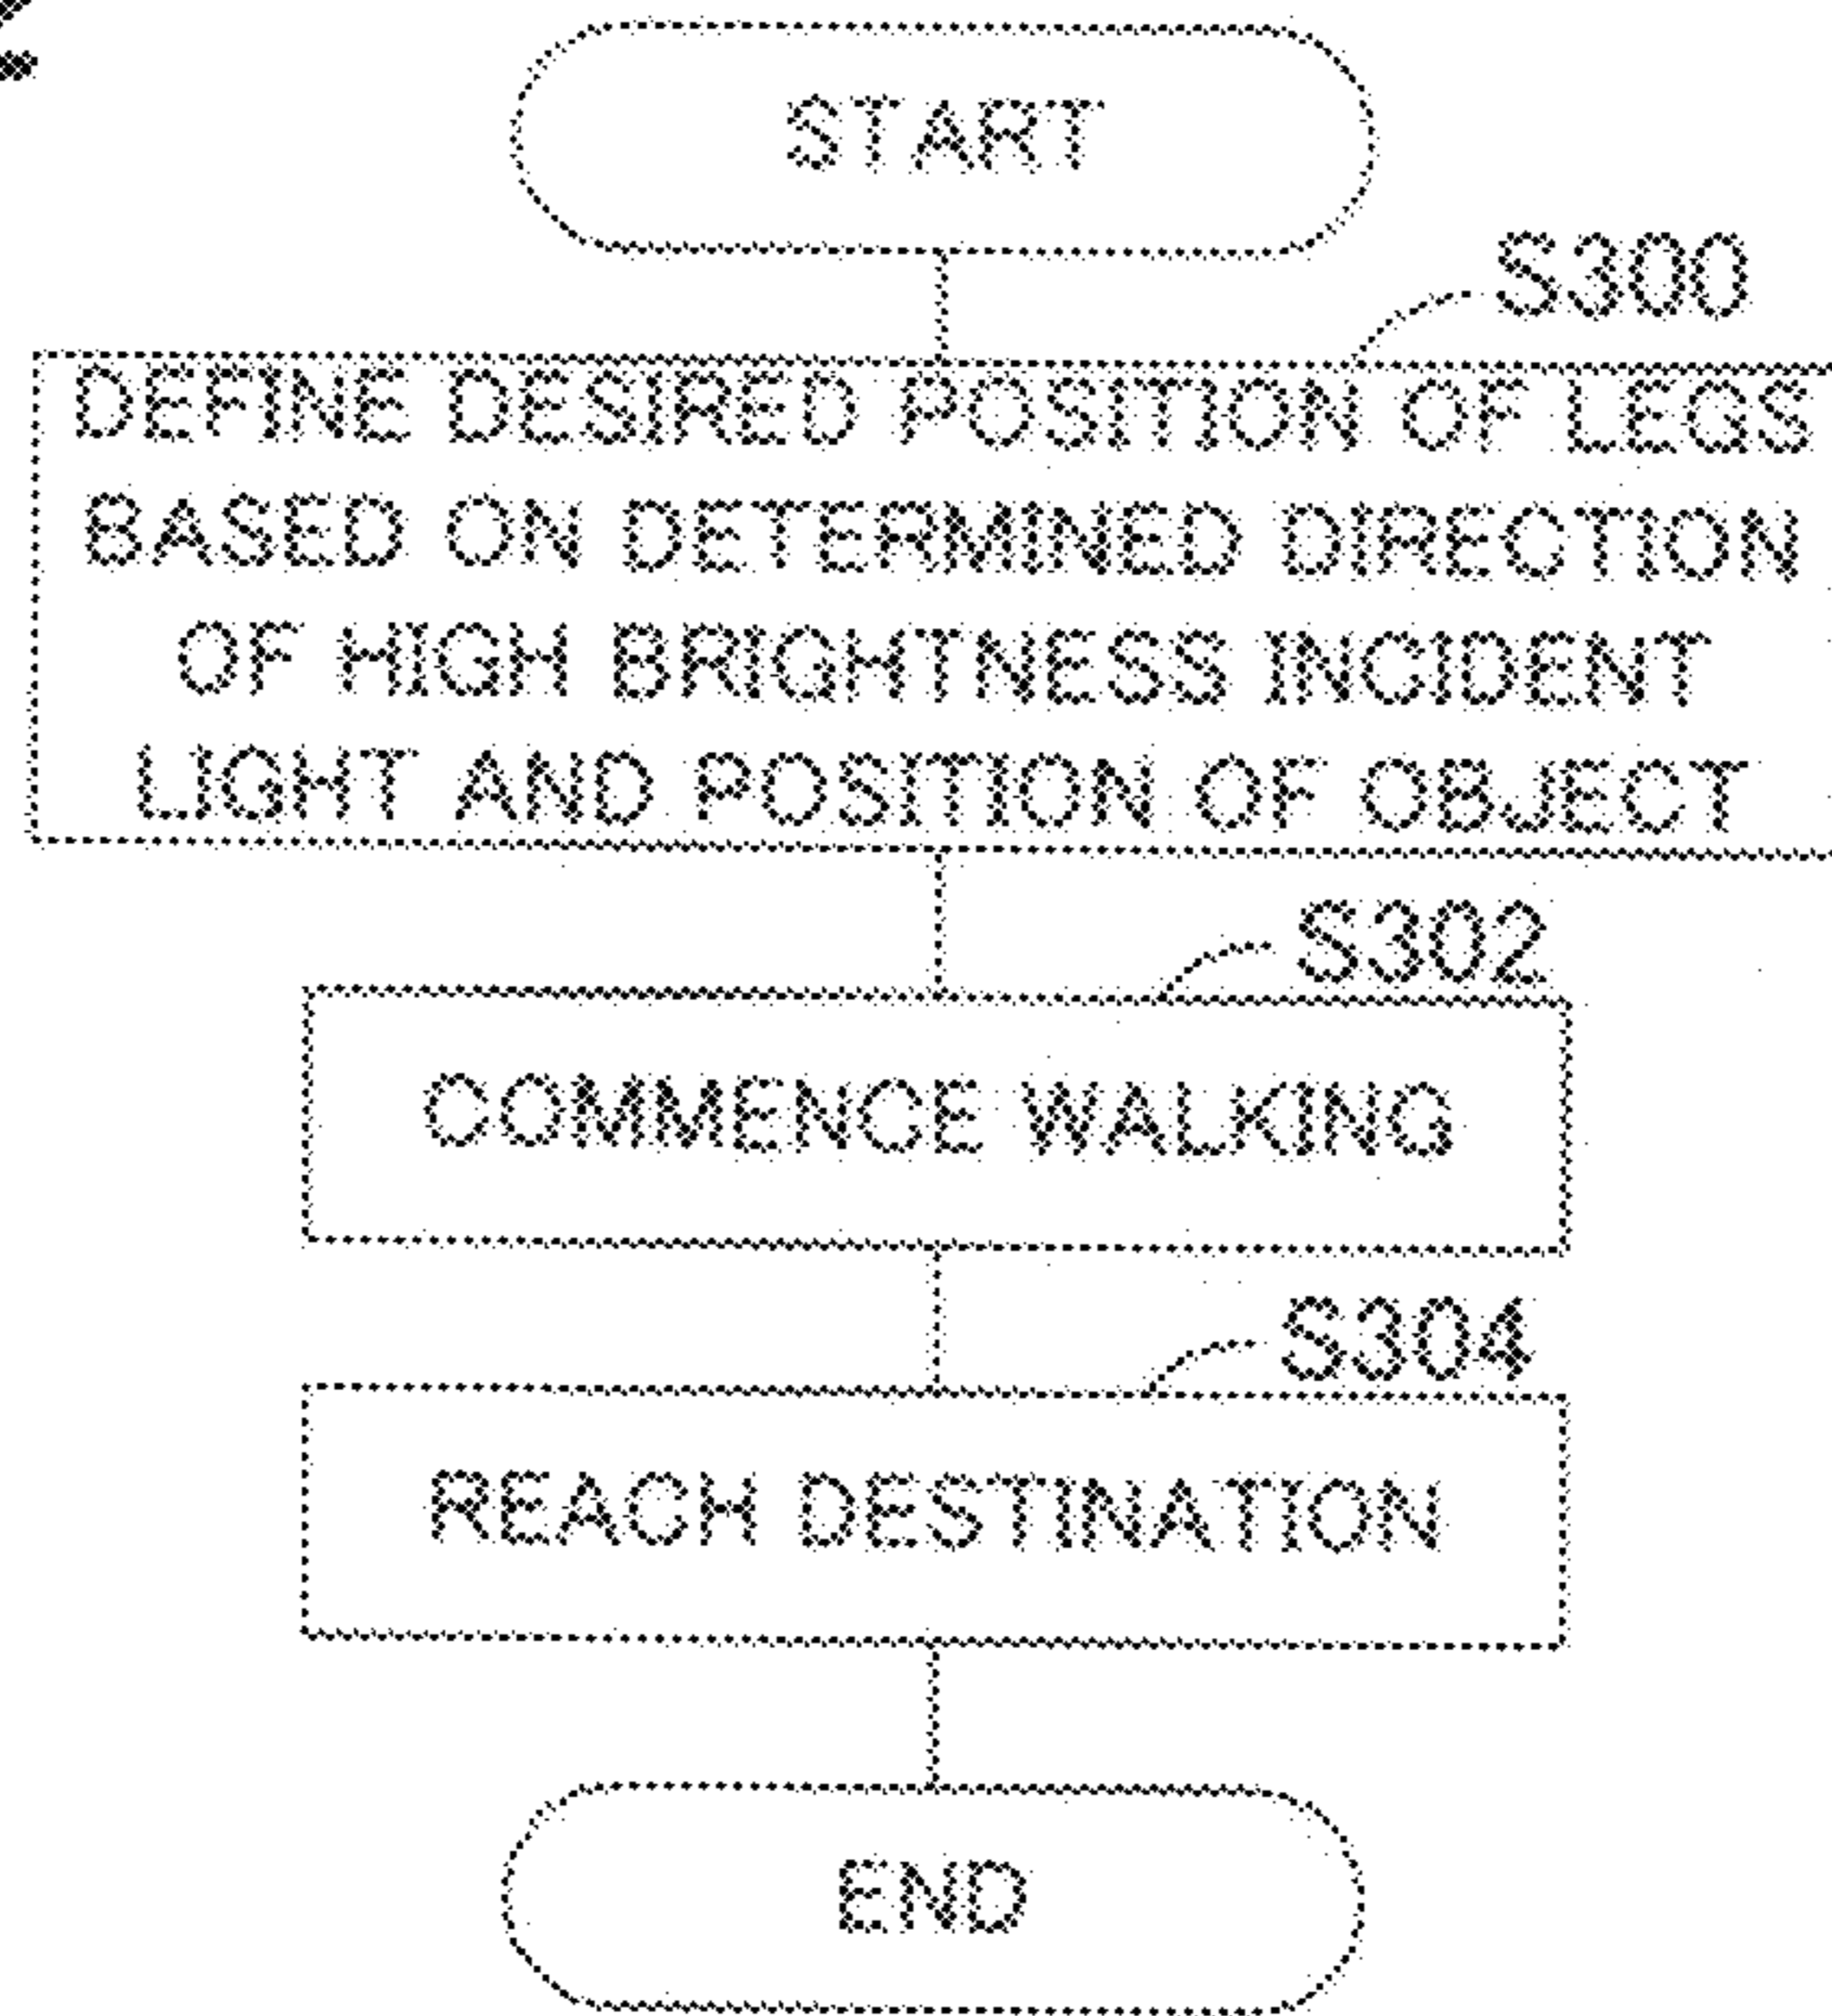 START
S300
DEFINE DESIRED POSITION OF LEGS
BASED ON DETERMINED DIRECTION
OF HIGH BRIGHTNESS INCIDENT
LIGHT AND POSITION OF OBJECT
S302
COMMENCE WALKING
S304
REACH DESTINATION
END